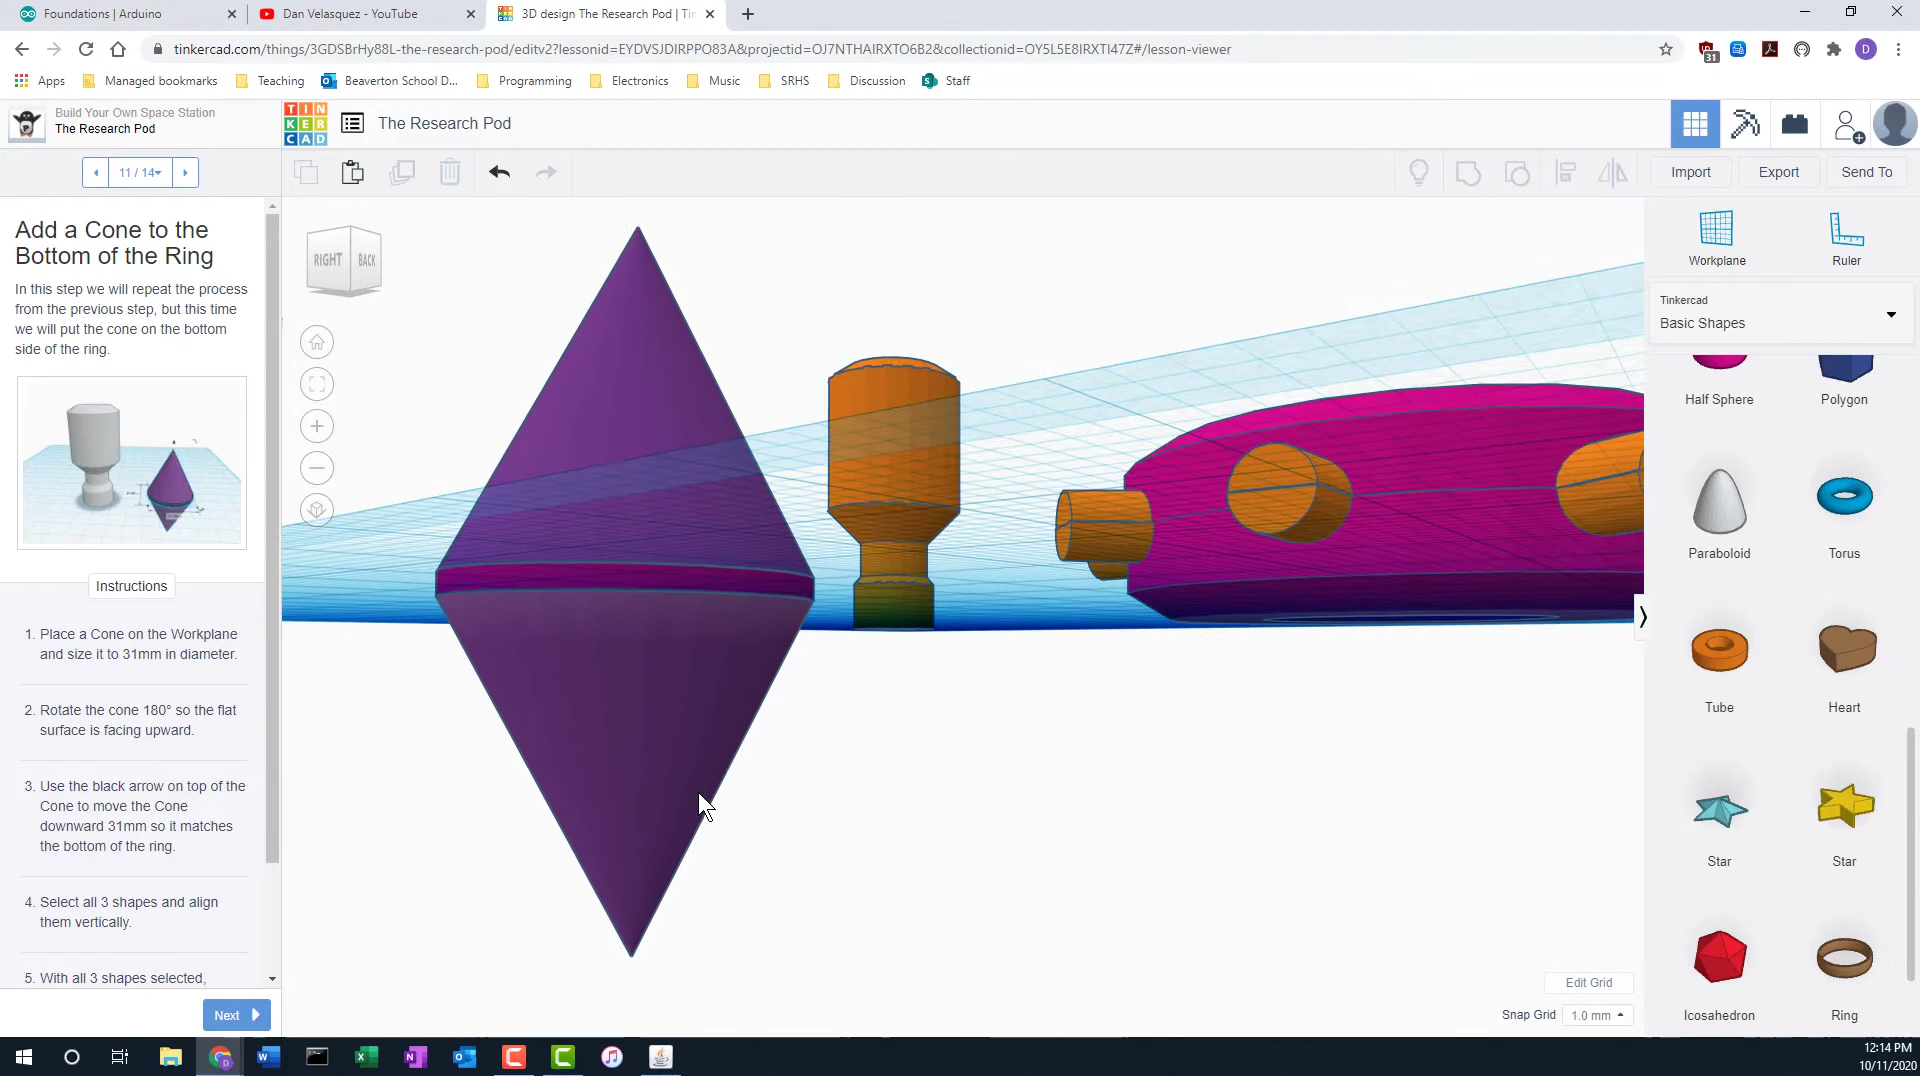 Foundations | Arduino
Dan Velasquez - YouTube
3D design The Research Pod | Tin
tinkercad.com/things/3GDSBrHy88L-the-research-pod/editv2?lessonid=EYDVSJDIRPPO83A&projectid=OJ7NTHAIRXTO6B2&collectionid=OY5L5E8IRXTI47Z#/lesson-viewer
31
D
Apps
Managed bookmarks
Teaching
Beaverton School D...
Programming
Electronics
Music
SRHS
Discussion
Staff
Build Your Own Space Station
The Research Pod
TIN
KER
CAD
The Research Pod
11 / 14
Import
Export
Send To
Add a Cone to the
Bottom of the Ring
In this step we will repeat the process
from the previous step, but this time
we will put the cone on the bottom
side of the ring.
Instructions
1. Place a Cone on the Workplane
and size it to 31mm in diameter.
2. Rotate the cone 180° so the flat
surface is facing upward.
3. Use the black arrow on top of the
Cone to move the Cone
downward 31mm so it matches
the bottom of the ring.
4. Select all 3 shapes and align
them vertically.
5. With all 3 shapes selected,
Next
RIGHT
BACK
Workplane
Ruler
Tinkercad
Basic Shapes
Half Sphere
Polygon
Paraboloid
Torus
Tube
Heart
Star
Star
Icosahedron
Ring
Edit Grid
Snap Grid
1.0 mm
12:14 PM
10/11/2020